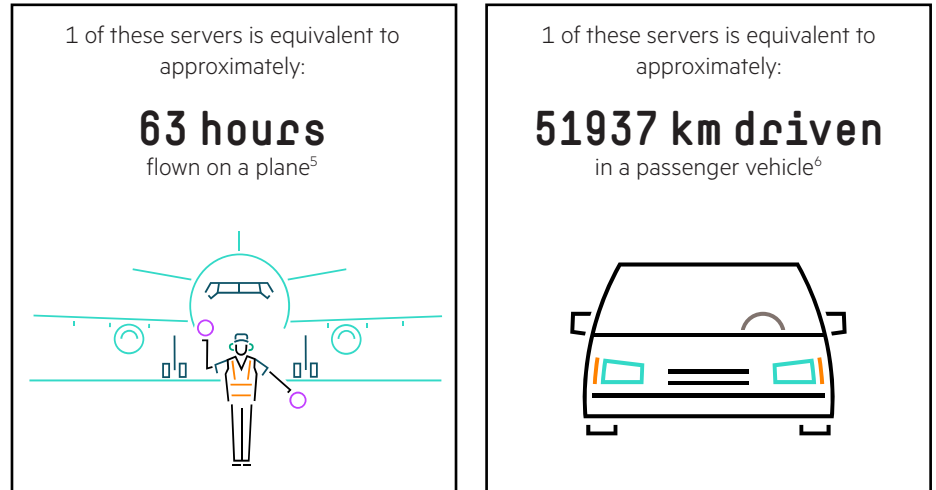 1 of these servers is equivalent to
approximately:
63 hours
flown on a plane⁵
1 of these servers is equivalent to
approximately:
51937 km driven
in a passenger vehicle⁶